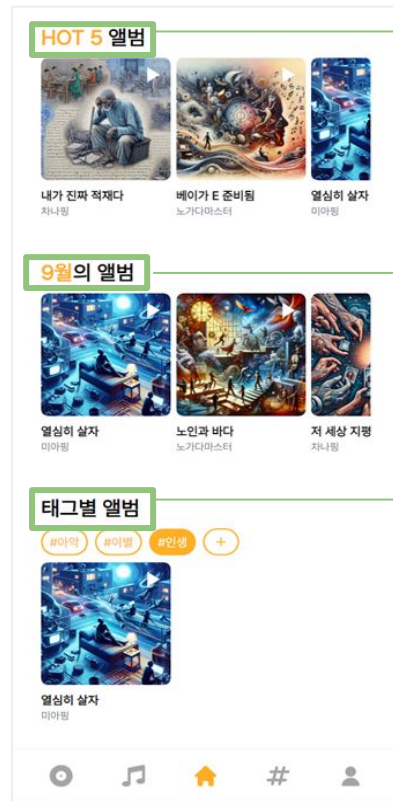 HOT 5 앨범
내가 진짜 적재다
차나핑
베이가 E 준비됨
노가다마스터
열심히 살자
미아핑
9월의 앨범
열심히 살자
미아핑
노인과 바다
노가다마스터
저 세상 지평
차나핑
태그별 앨범
#아악 #이별 #인생 +
열심히 살자
미아핑